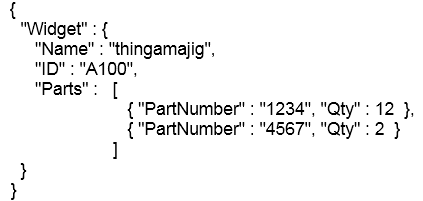 {
"Widget" : {
"Name" : "thingamajig",
"ID" : "A100",
"Parts" : [
{ "PartNumber" : "1234", "Qty" : 12 },
{ "PartNumber" : "4567", "Qty" : 2 }
]
}
}